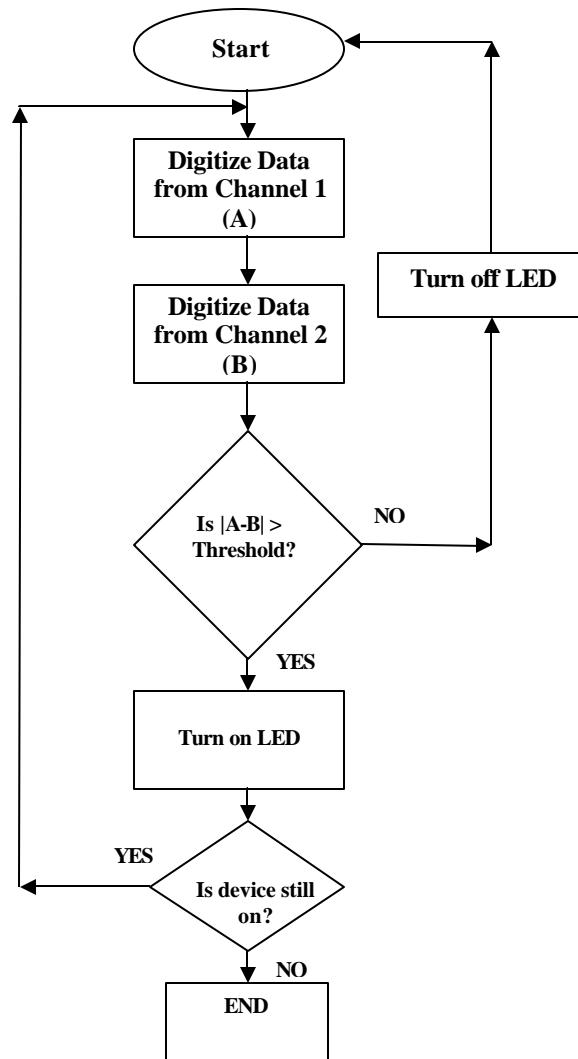 Start
Digitize Data
from Channel 1
(A)
Turn off LED
Digitize Data
from Channel 2
(B)
Is |A-B| >
Threshold?
NO
YES
Turn on LED
YES
Is device still
on?
NO
END